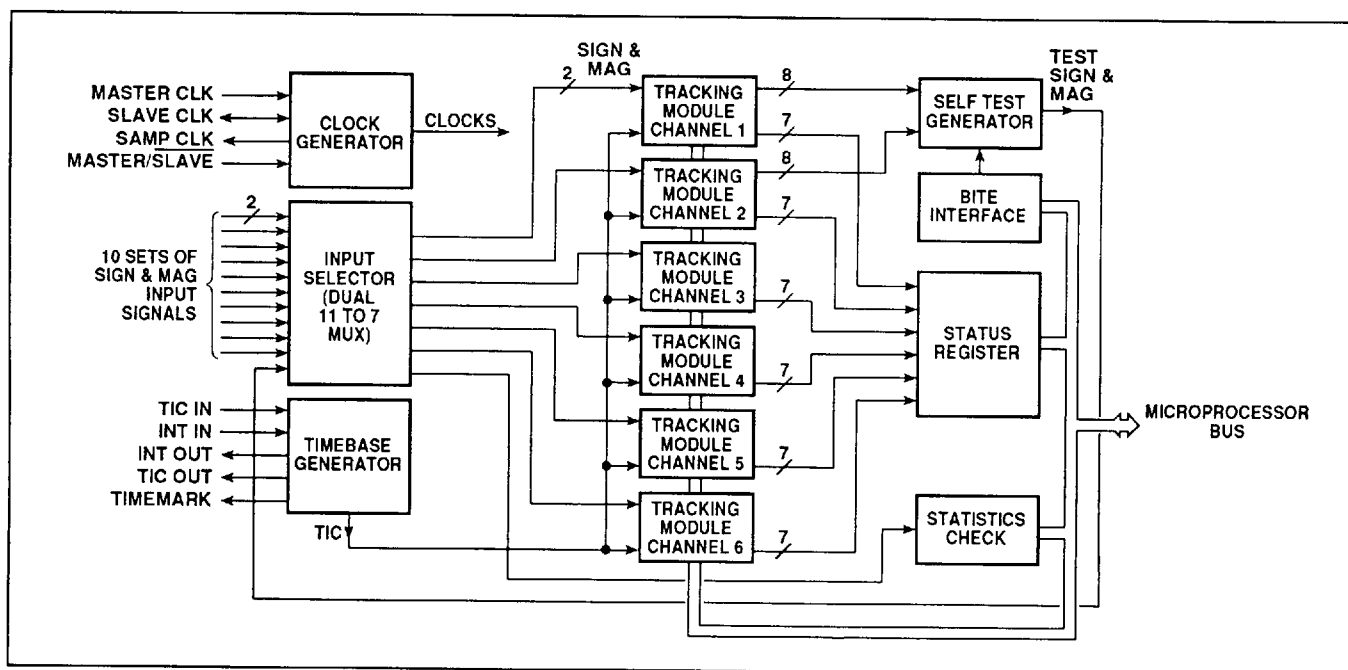 MASTER CLK
SLAVE CLK
SAMP CLK
MASTER/SLAVE
CLOCK
GENERATOR
CLOCKS
2
10 SETS OF
SIGN & MAG
INPUT
SIGNALS
INPUT
SELECTOR
(DUAL
11 TO 7
MUX)
TIC IN
INT IN
INT OUT
TIC OUT
TIMEMARK
TIMEBASE
GENERATOR
TIC
SIGN &
MAG
2
TRACKING
MODULE
CHANNEL 1
8
7
TRACKING
MODULE
CHANNEL 2
8
7
TRACKING
MODULE
CHANNEL 3
7
TRACKING
MODULE
CHANNEL 4
7
TRACKING
MODULE
CHANNEL 5
7
TRACKING
MODULE
CHANNEL 6
7
TEST
SIGN &
MAG
SELF TEST
GENERATOR
BITE
INTERFACE
STATUS
REGISTER
STATISTICS
CHECK
MICROPROCESSOR
BUS